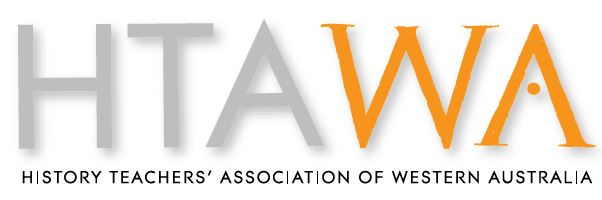 HTAWA
HISTORY TEACHERS' ASSOCIATION OF WESTERN AUSTRALIA